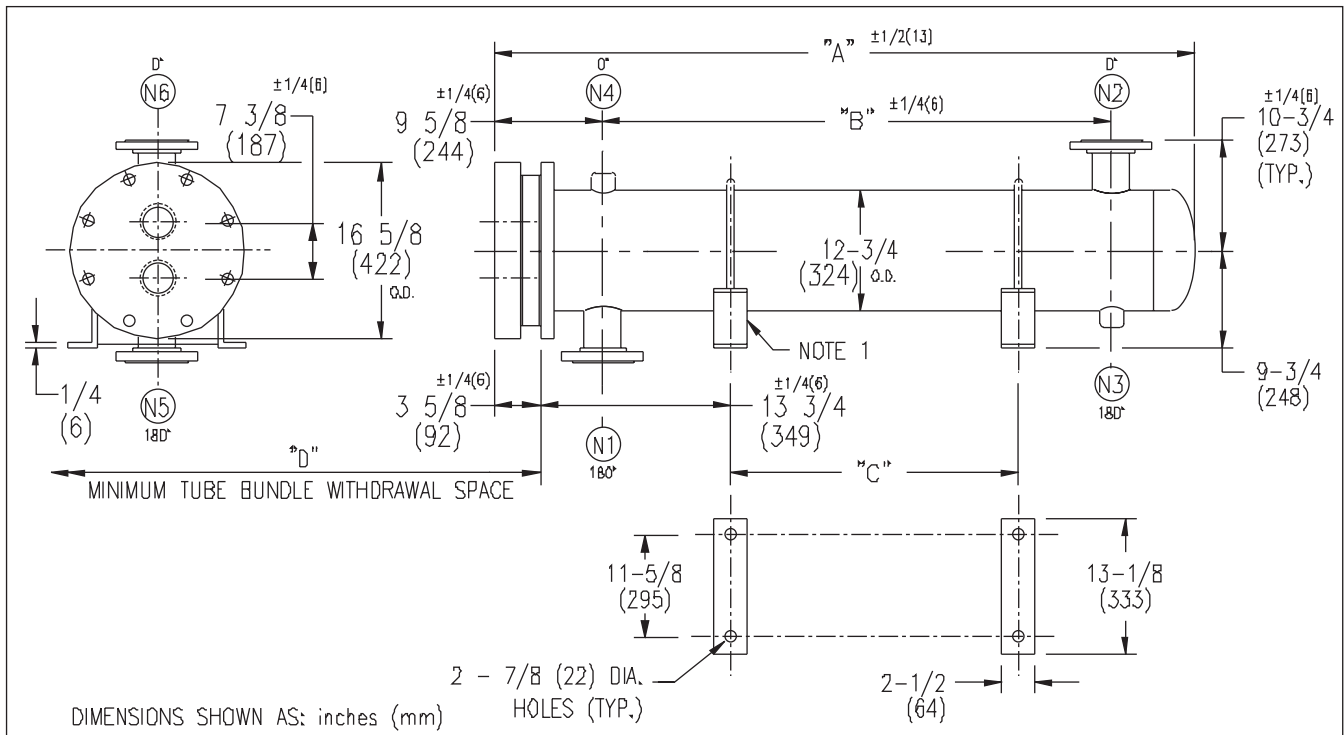 D°
N6
±1/4(6)
7 3/8
(187)
16 5/8
(422)
O.D.
1/4
(6)
N5
180°
"A" ±1/2(13)
±1/4(6)
9 5/8
(244)
0°
N4
"B" ±1/4(6)
D°
N2
±1/4(6)
10-3/4
(273)
(TYP.)
12-3/4
(324) O.D.
NOTE 1
±1/4(6)
3 5/8
(92)
N1
180°
±1/4(6)
13 3/4
(349)
N3
180°
9-3/4
(248)
"D"
MINIMUM TUBE BUNDLE WITHDRAWAL SPACE
"C"
11-5/8
(295)
13-1/8
(333)
2 - 7/8 (22) DIA.
HOLES (TYP.)
2-1/2
(64)
DIMENSIONS SHOWN AS: inches (mm)